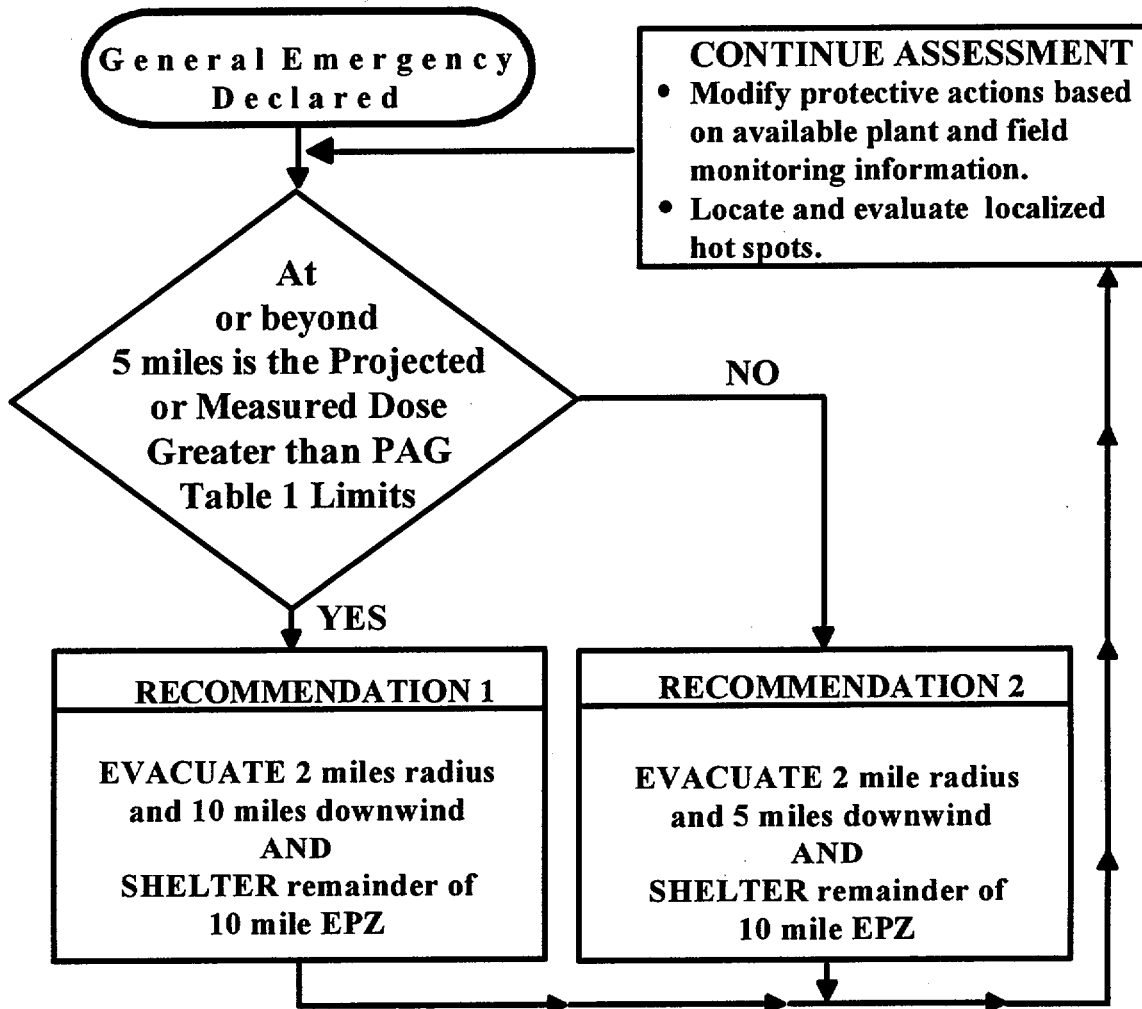 General Emergency
Declared
CONTINUE ASSESSMENT
• Modify protective actions based
on available plant and field
monitoring information.
• Locate and evaluate localized
hot spots.
At
or beyond
5 miles is the Projected
or Measured Dose
Greater than PAG
Table 1 Limits
NO
YES
RECOMMENDATION 1
EVACUATE 2 miles radius
and 10 miles downwind
AND
SHELTER remainder of
10 mile EPZ
RECOMMENDATION 2
EVACUATE 2 mile radius
and 5 miles downwind
AND
SHELTER remainder of
10 mile EPZ